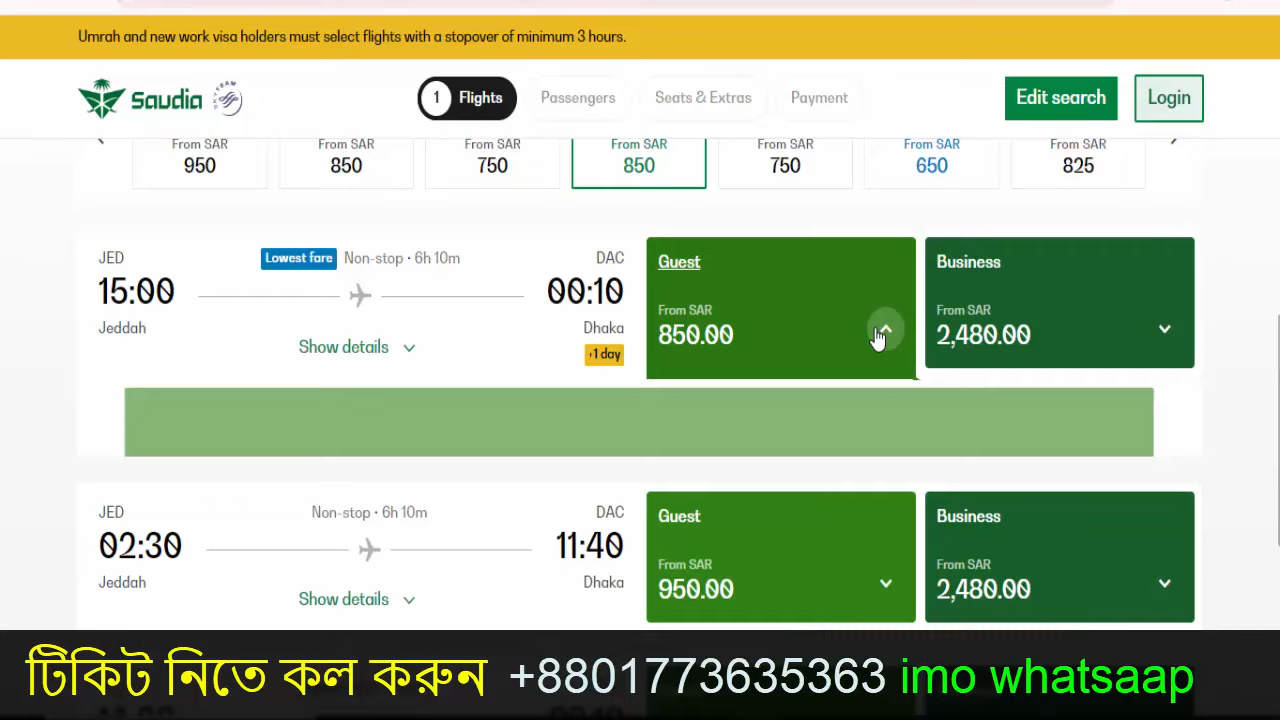 Umrah and new work visa holders must select flights with a stopover of minimum 3 hours.
Saudia
1 Flights
Passengers
Seats & Extras
Payment
Edit search
Login
From SAR
950
From SAR
850
From SAR
750
From SAR
850
From SAR
750
From SAR
650
From SAR
825
JED
Lowest fare
Non-stop • 6h 10m
DAC
15:00
00:10
Jeddah
Dhaka
Show details
+1 day
Guest
From SAR
850.00
Business
From SAR
2,480.00
JED
Non-stop • 6h 10m
DAC
02:30
11:40
Jeddah
Dhaka
Show details
Guest
From SAR
950.00
Business
From SAR
2,480.00
টিকিট নিতে কল করুন +8801773635363 imo whatsaap